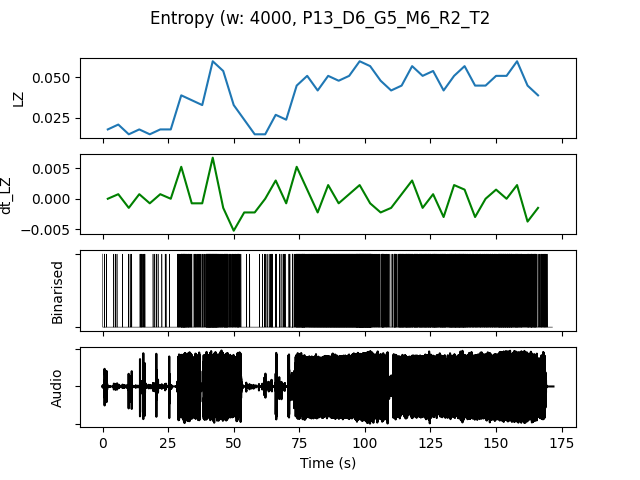 Entropy (w: 4000, P13_D6_G5_M6_R2_T2
0.050
0.025
LZ
0.005
0.000
−0.005
dt_LZ
Binarised
Audio
0 25 50 75 100 125 150 175
Time (s)